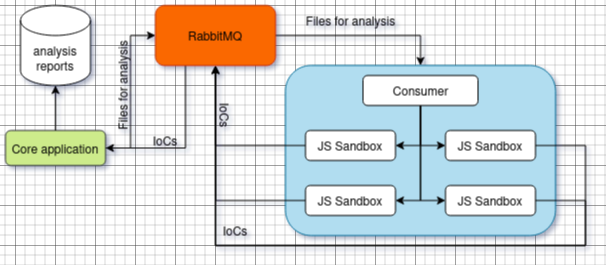 analysis
reports
RabbitMQ
Files for analysis
Files for analysis
Consumer
IoCs
IoCs
Core application
JS Sandbox
JS Sandbox
JS Sandbox
JS Sandbox
IoCs